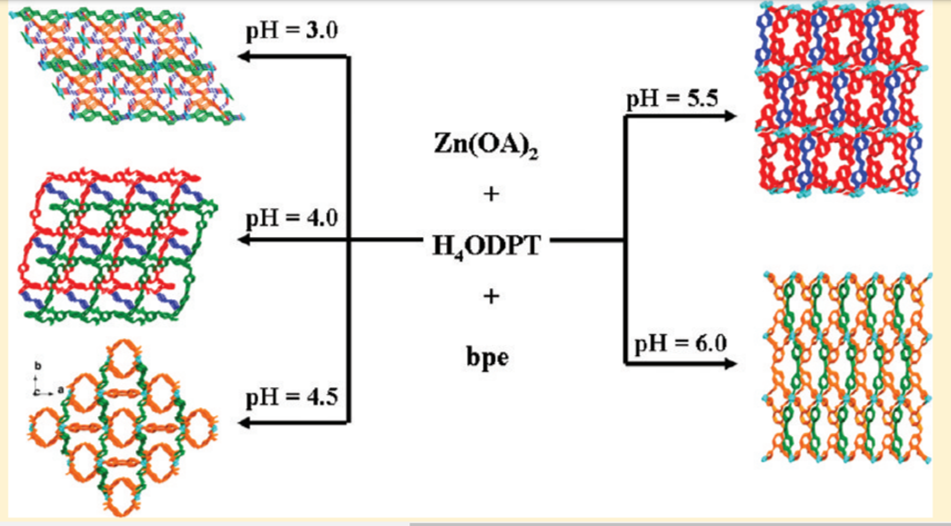 pH = 3.0
pH = 4.0
pH = 4.5
b
c
a
Zn(OA)₂
+
H₄ODPT
+
bpe
pH = 5.5
pH = 6.0